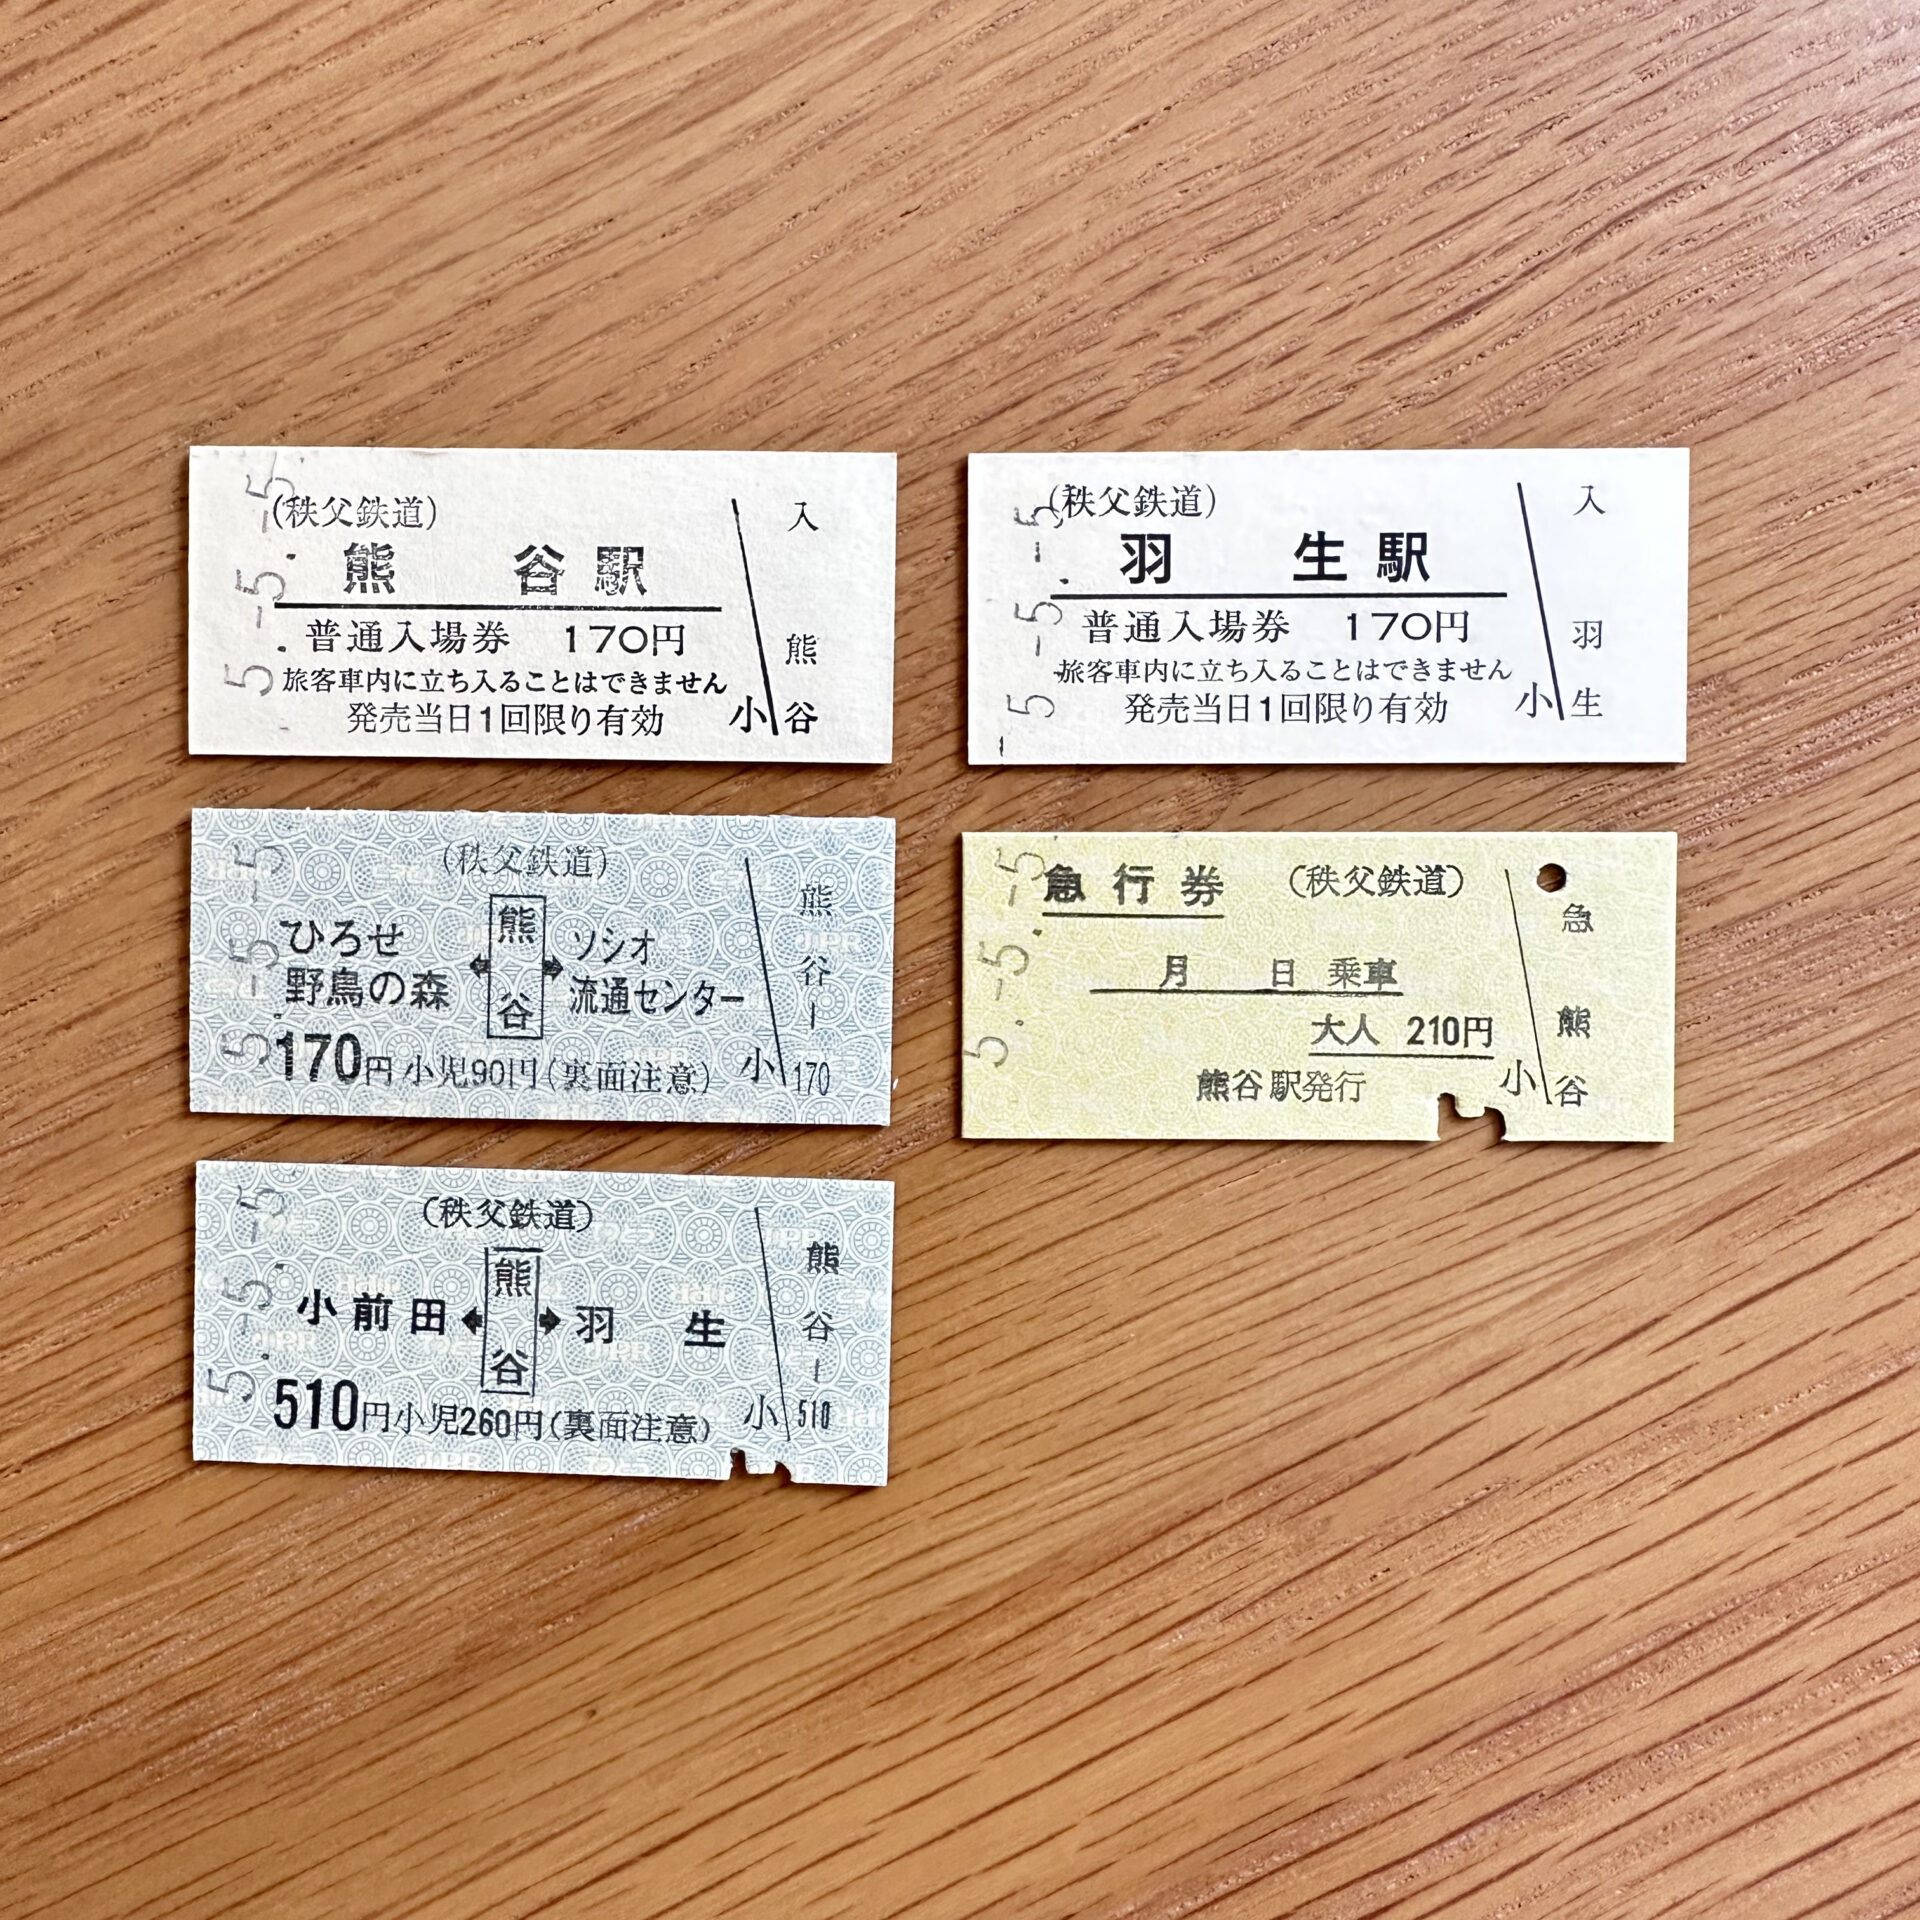 5.-5.-5.
(秩父鉄道)
熊谷駅
普通入場券 170円
旅客車内に立ち入ることはできません
発売当日1回限り有効
小
入
熊谷
-5.-5.-5.
(秩父鉄道)
羽生駅
普通入場券 170円
旅客車内に立ち入ることはできません
発売当日1回限り有効
小
入
羽生
5.-5.-5
(秩父鉄道)
ひろせ
野鳥の森
熊谷
ソシオ
流通センター
170円 小児90円(裏面注意)
小
熊谷-170
5.-5.-5
急行券 (秩父鉄道)
月 日 乗車
大人 210円
熊谷駅発行
小
急
熊谷
5.-5.-5
(秩父鉄道)
小前田
熊谷
羽生
510円小児260円(裏面注意)
小
熊谷-510